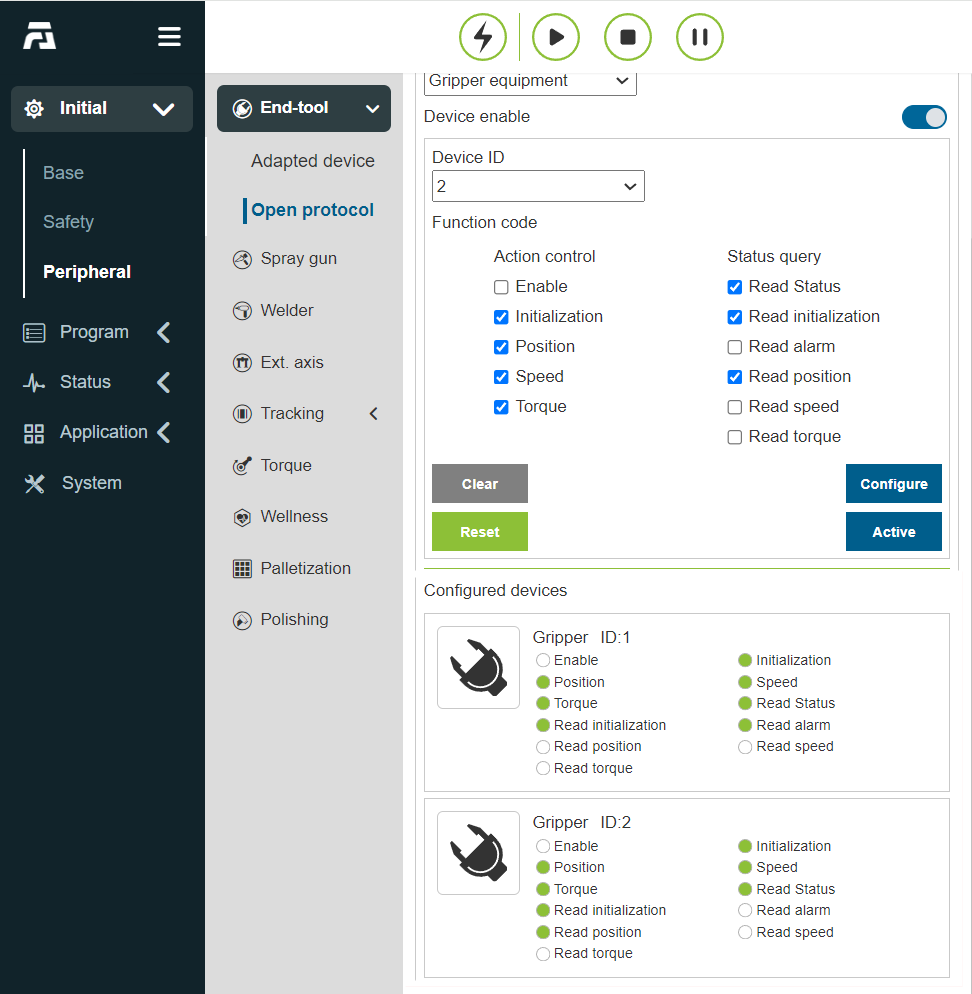 Initial
Base
Safety
Peripheral
Program
Status
Application
System
End-tool
Adapted device
Open protocol
Spray gun
Welder
Ext. axis
Tracking
Torque
Wellness
Palletization
Polishing
Gripper equipment
Device enable
Device ID
2
Function code
Action control
Enable
Initialization
Position
Speed
Torque
Status query
Read Status
Read initialization
Read alarm
Read position
Read speed
Read torque
Clear
Configure
Reset
Active
Configured devices
Gripper ID:1
Enable Initialization
Position Speed
Torque Read Status
Read initialization Read alarm
Read position Read speed
Read torque
Gripper ID:2
Enable Initialization
Position Speed
Torque Read Status
Read initialization Read alarm
Read position Read speed
Read torque